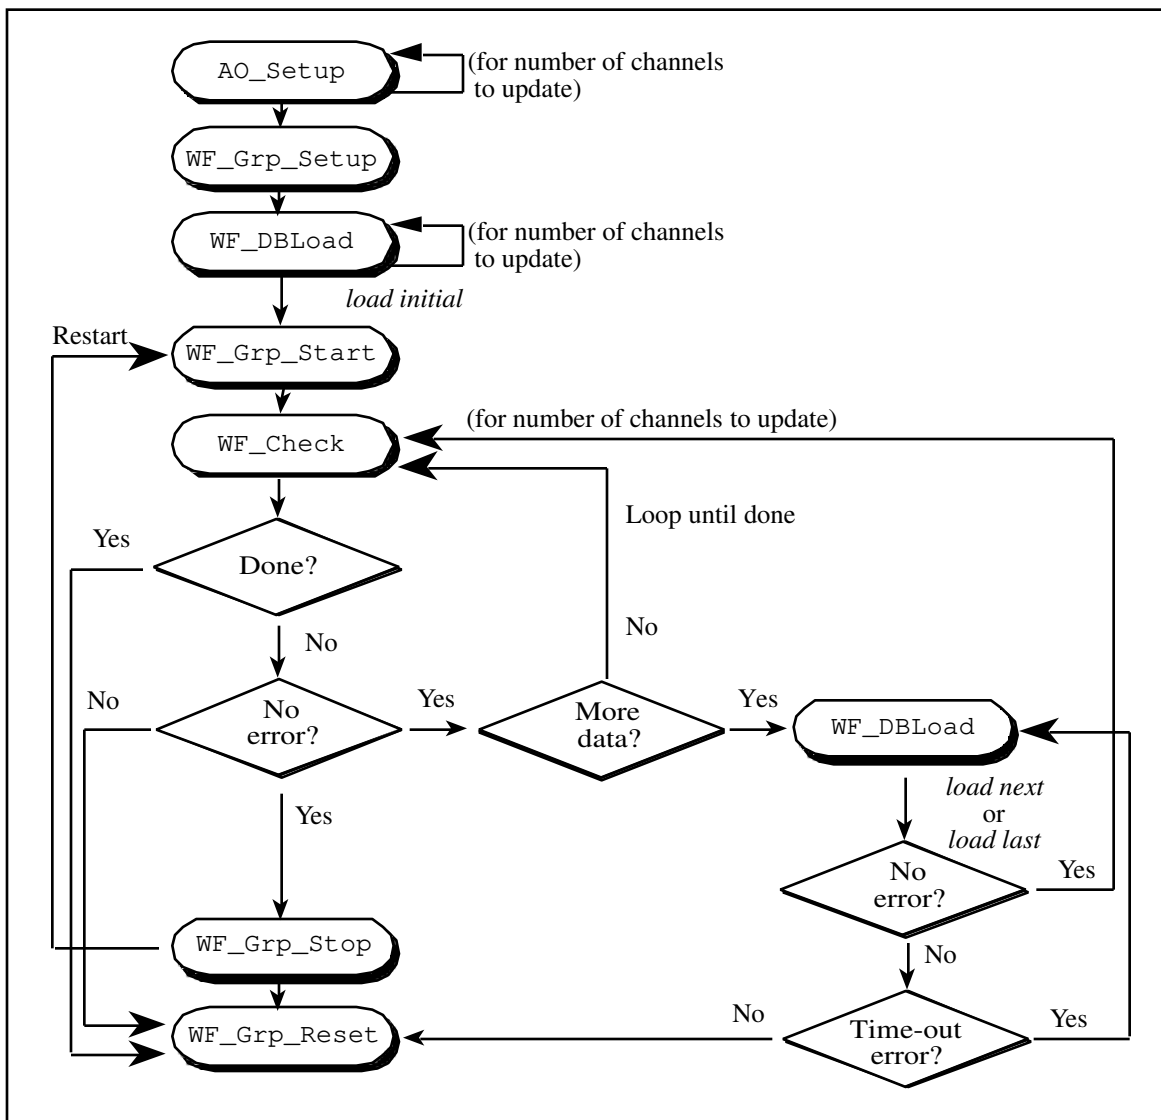 AO_Setup
(for number of channels
to update)
WF_Grp_Setup
WF_DBLoad
(for number of channels
to update)
load initial
Restart
WF_Grp_Start
(for number of channels to update)
WF_Check
Loop until done
Yes
Done?
No
No
No
No
error?
Yes
More
data?
Yes
WF_DBLoad
load next
or
load last
Yes
No
error?
Yes
WF_Grp_Stop
No
WF_Grp_Reset
No
Time-out
error?
Yes